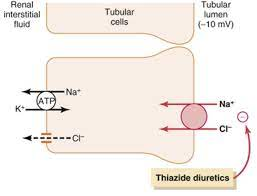 Renal
interstitial
fluid
Tubular
cells
Tubular
lumen
(−10 mV)
Na⁺
ATP
K⁺
Cl⁻
Na⁺
−
Cl⁻
Thiazide diuretics